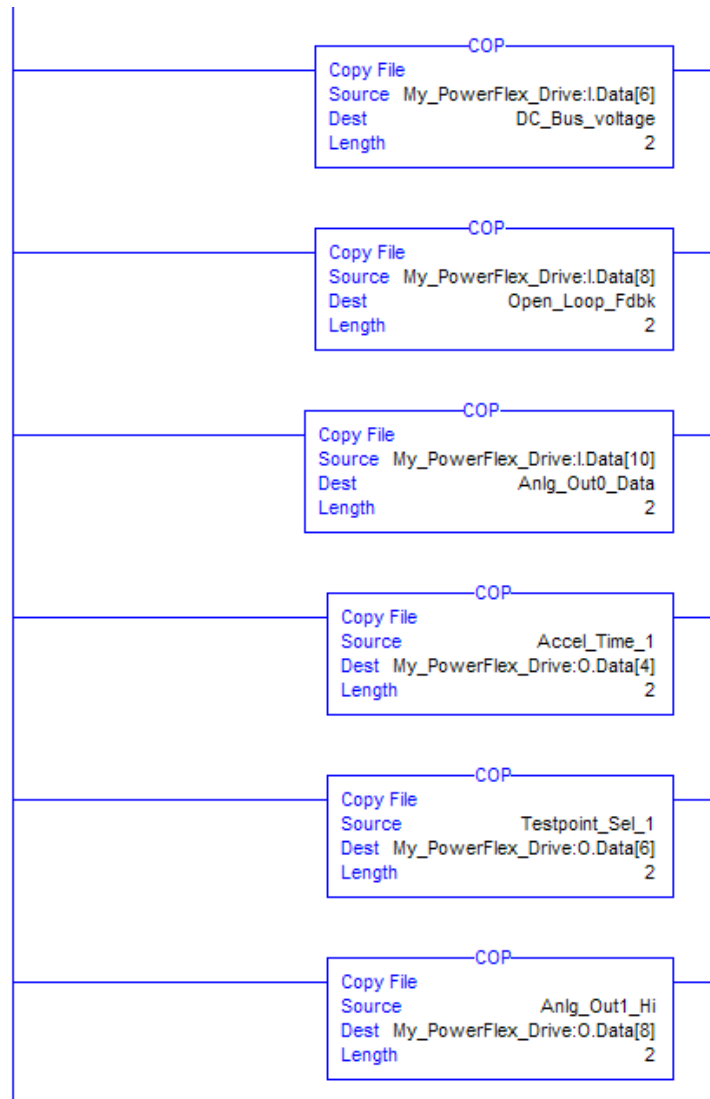 COP
Copy File
Source My_PowerFlex_Drive:I.Data[6]
Dest DC_Bus_voltage
Length 2
COP
Copy File
Source My_PowerFlex_Drive:I.Data[8]
Dest Open_Loop_Fdbk
Length 2
COP
Copy File
Source My_PowerFlex_Drive:I.Data[10]
Dest Anlg_Out0_Data
Length 2
COP
Copy File
Source Accel_Time_1
Dest My_PowerFlex_Drive:O.Data[4]
Length 2
COP
Copy File
Source Testpoint_Sel_1
Dest My_PowerFlex_Drive:O.Data[6]
Length 2
COP
Copy File
Source Anlg_Out1_Hi
Dest My_PowerFlex_Drive:O.Data[8]
Length 2